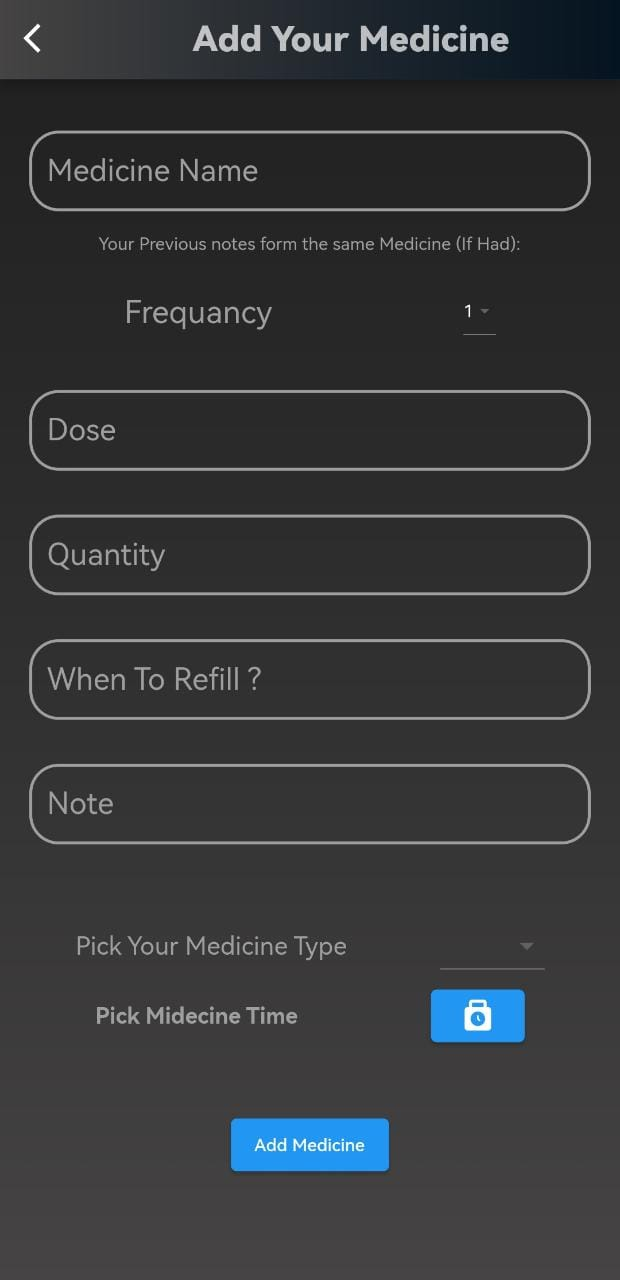 Add Your Medicine
Medicine Name
Your Previous notes form the same Medicine (If Had):
Frequancy 1
Dose
Quantity
When To Refill ?
Note
Pick Your Medicine Type
Pick Midecine Time
Add Medicine